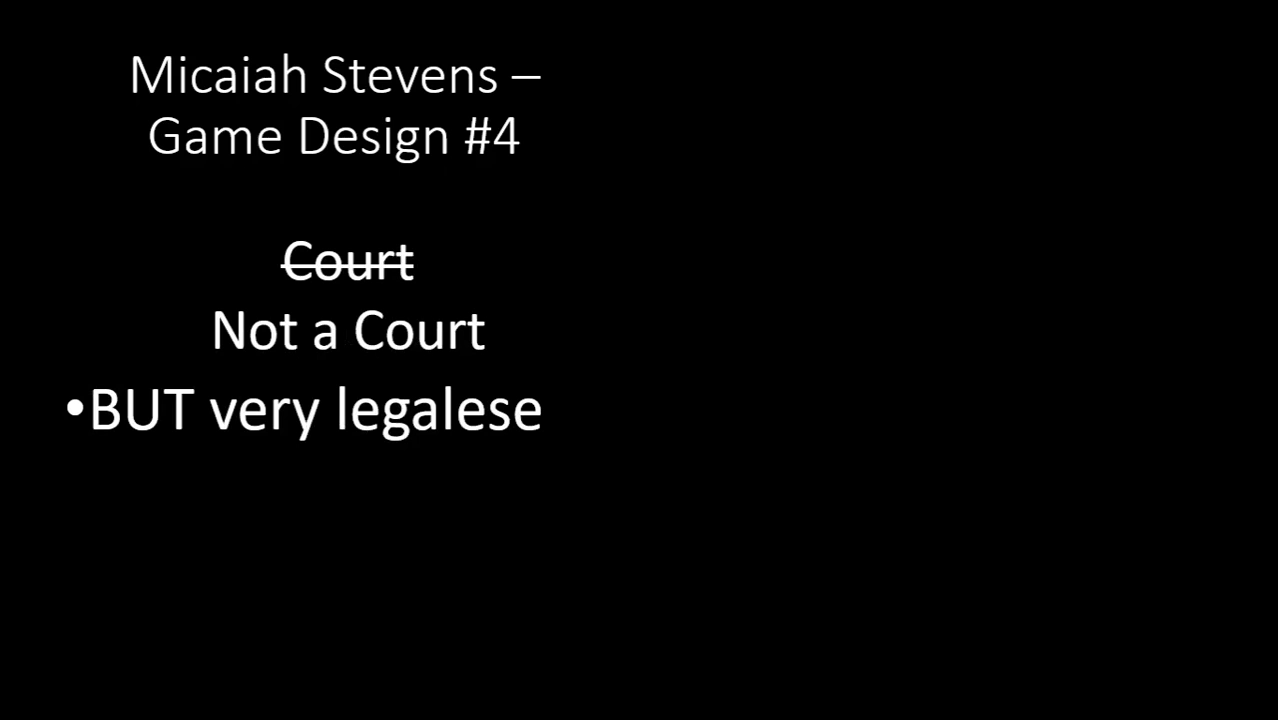 Micaiah Stevens –
Game Design #4
Court
Not a Court
•BUT very legalese